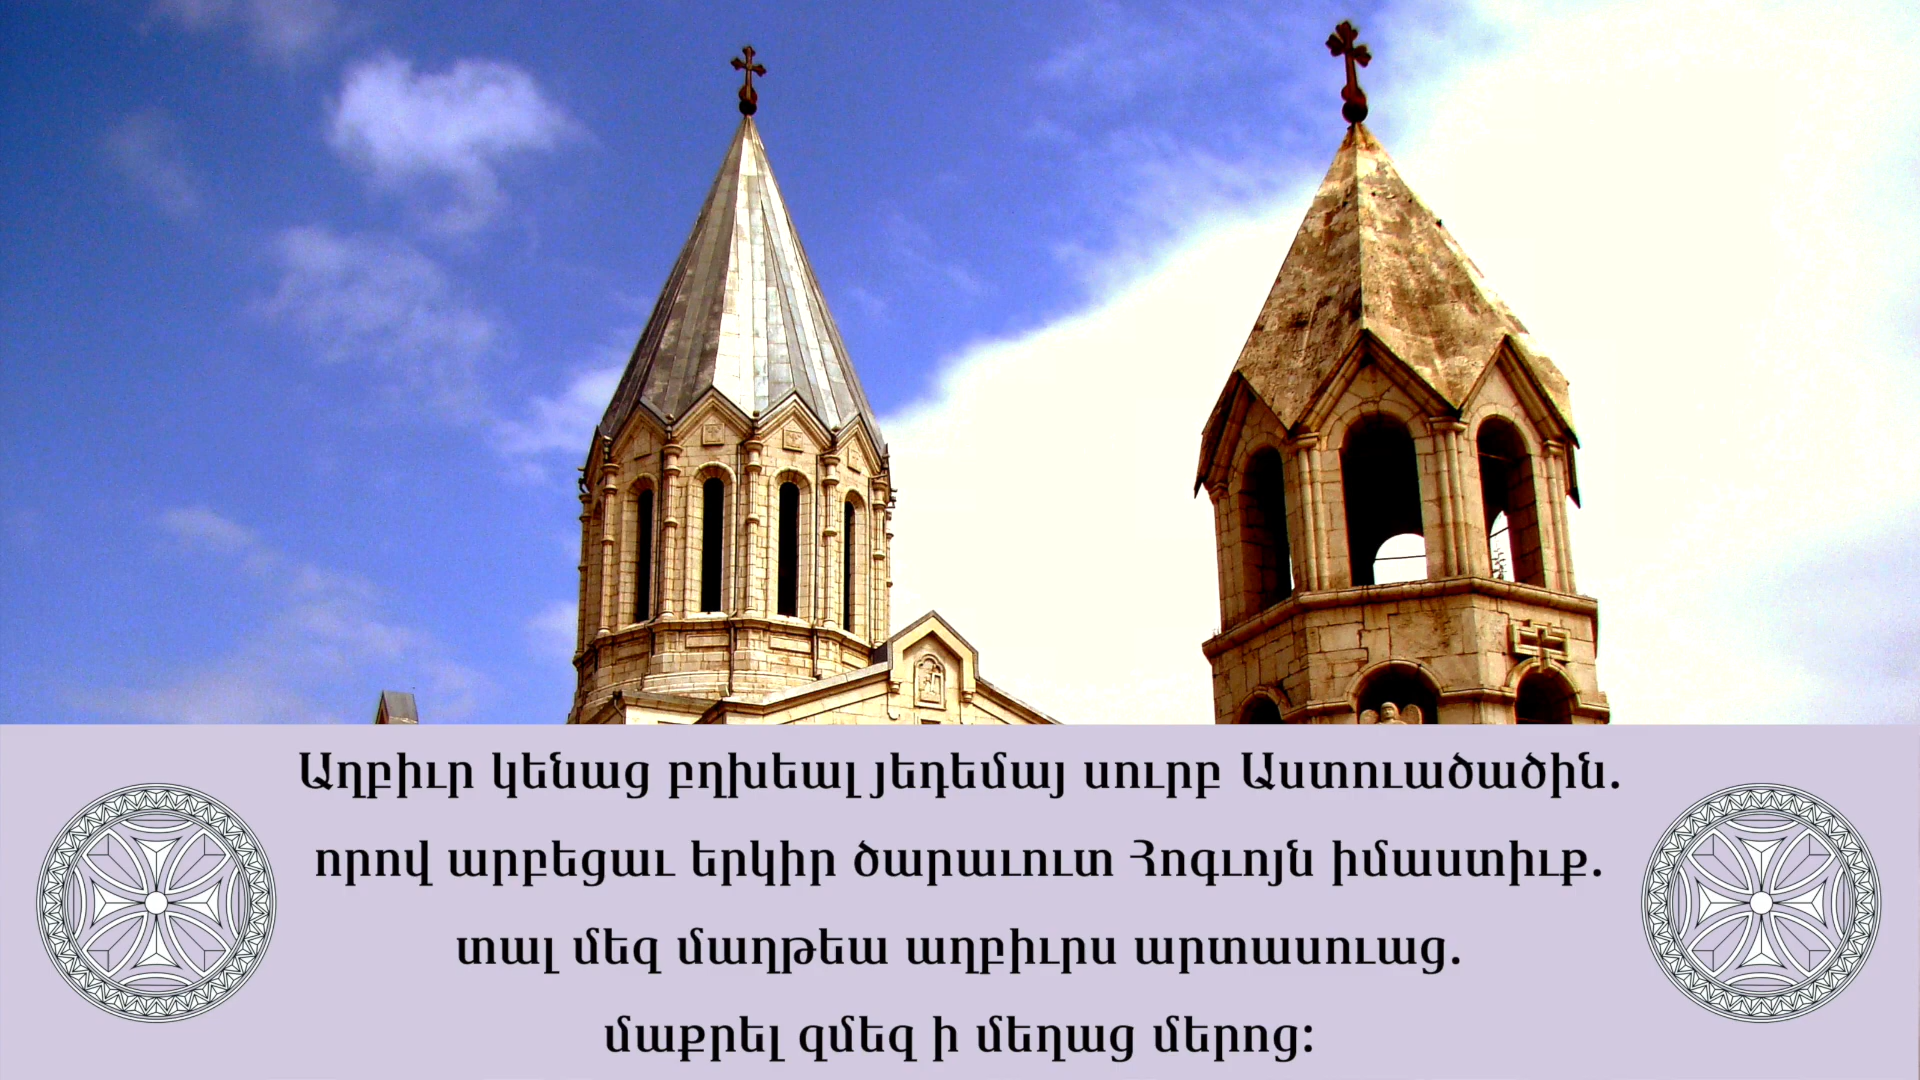 Աղբիւր կենաց բղխեալ յեդեմայ սուրբ Աստուածածին.
որով արբեցաւ երկիր ծարաւուտ Հոգւոյն իմաստիւք.
տալ մեզ մաղթեա աղբիւրս արտասուաց.
մաքրել զմեզ ի մեղաց մերոց: